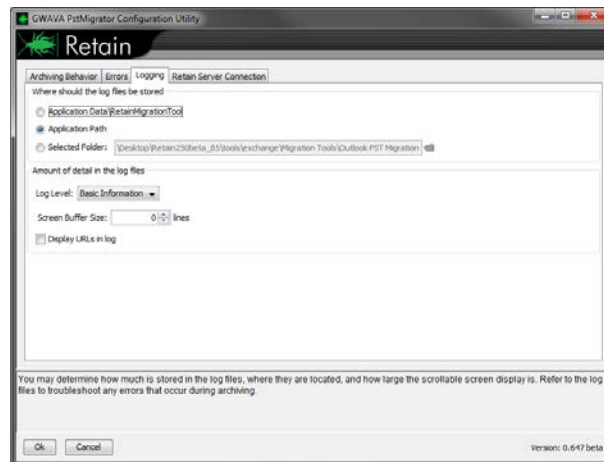 GWAVA PstMigrator Configuration Utility
Retain
Archiving Behavior Errors Logging Retain Server Connection
Where should the log files be stored
Application Data\RetainMigrationTool
Application Path
Selected Folder: \Desktop\Retain250beta_85\tools\exchange\Migration Tools\Outlook PST Migration
Amount of detail in the log files
Log Level: Basic Information
Screen Buffer Size: 0 lines
Display URLs in log
You may determine how much is stored in the log files, where they are located, and how large the scrollable screen display is. Refer to the log
files to troubleshoot any errors that occur during archiving.
Ok Cancel Version: 0.647 beta